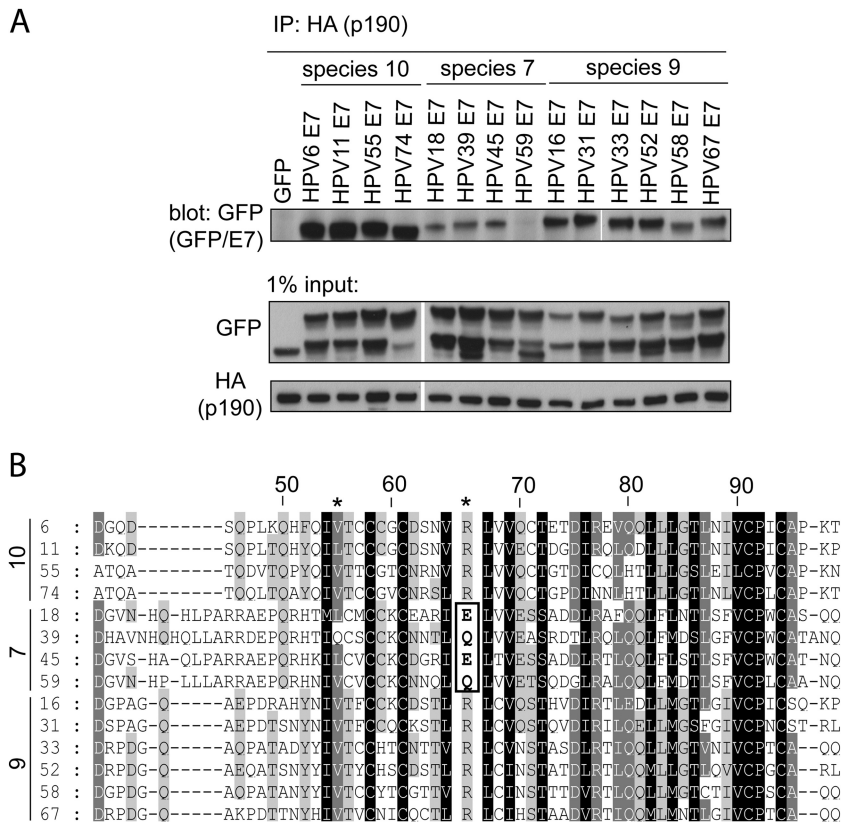 A
IP: HA (p190)
species 10 species 7 species 9
GFP HPV6 E7 HPV11 E7 HPV55 E7 HPV74 E7 HPV18 E7 HPV39 E7 HPV45 E7 HPV59 E7 HPV16 E7 HPV31 E7 HPV33 E7 HPV52 E7 HPV58 E7 HPV67 E7
blot: GFP
(GFP/E7)
1% input:
GFP
HA
(p190)
B
50 60 70 80 90
* *
10
6 : DGQD--------SQPLKQHFQIVTCCCGCDSNVRLVVQCTETDIREVQQLLLGTLNIVCPICAP-KT
11 : DKQD--------SQPLTQHYQILTCCCGCDSNVRLVVECTDGDIRQLQDLLLGTLNIVCPICAP-KP
55 : ATQA--------TQDVTQPYQIVTTCGTCNRNVRLVVQCTGTDICQLHTLLLGSLEILCPVCAP-KN
74 : ATQA--------TQQLTQAYQIVTCCGVCNRSLRLVVQCTGPDINNLHTLLLGTLNIVCPLCAP-KT
7
18 : DGVN-HQ-HLPARRAEPQRHTMLCMCCKCEARIELVVESSADDLRAFQQLFLNTLSFVCPWCAS-QQ
39 : DHAVNHQHQLLARRDEPQRHTIQCSCCKCNNTLQLVVEASRDTLRQLQQLFMDSLGFVCPWCATANQ
45 : DGVS-HA-QLPARRAEPQRHKILCVCCKCDGRIELTVESSADDLRTLQQLFLSTLSFVCPWCAT-NQ
59 : DGVN-HP-LLLARRAEPQRHNIVCVCCKCNNQLQLVVETSQDGLRALQQLFMDTLSFVCPLCAA-NQ
9
16 : DGPAG-Q-----AEPDRAHYNIVTFCCKCDSTLRLCVQSTHVDIRTLEDLLMGTLGIVCPICSQ-KP
31 : DSPAG-Q-----AEPDTSNYNIVTFCCQCKSTLRLCVQSTQVDIRILQELLMGSFGIVCPNCST-RL
33 : DRPDG-Q-----AQPATADYYIVTCCHTCNTTVRLCVNSTASDLRTIQQLLMGTVNIVCPTCA--QQ
52 : DRPDG-Q-----AEQATSNYYIVTYCHSCDSTLRLCINSTATDLRTLQQMLLGTLQVVCPGCA--RL
58 : DGPDG-Q-----AQPATANYYIVTCCYTCGTTVRLCINSTTTDVRTLQQLLMGTCTIVCPSCA--QQ
67 : DRPDG-Q-----AKPDTTNYHIVTYCNICQCTLRLCIHSTAADVRTLQQMLMNTLGIVCPTCA--QQ